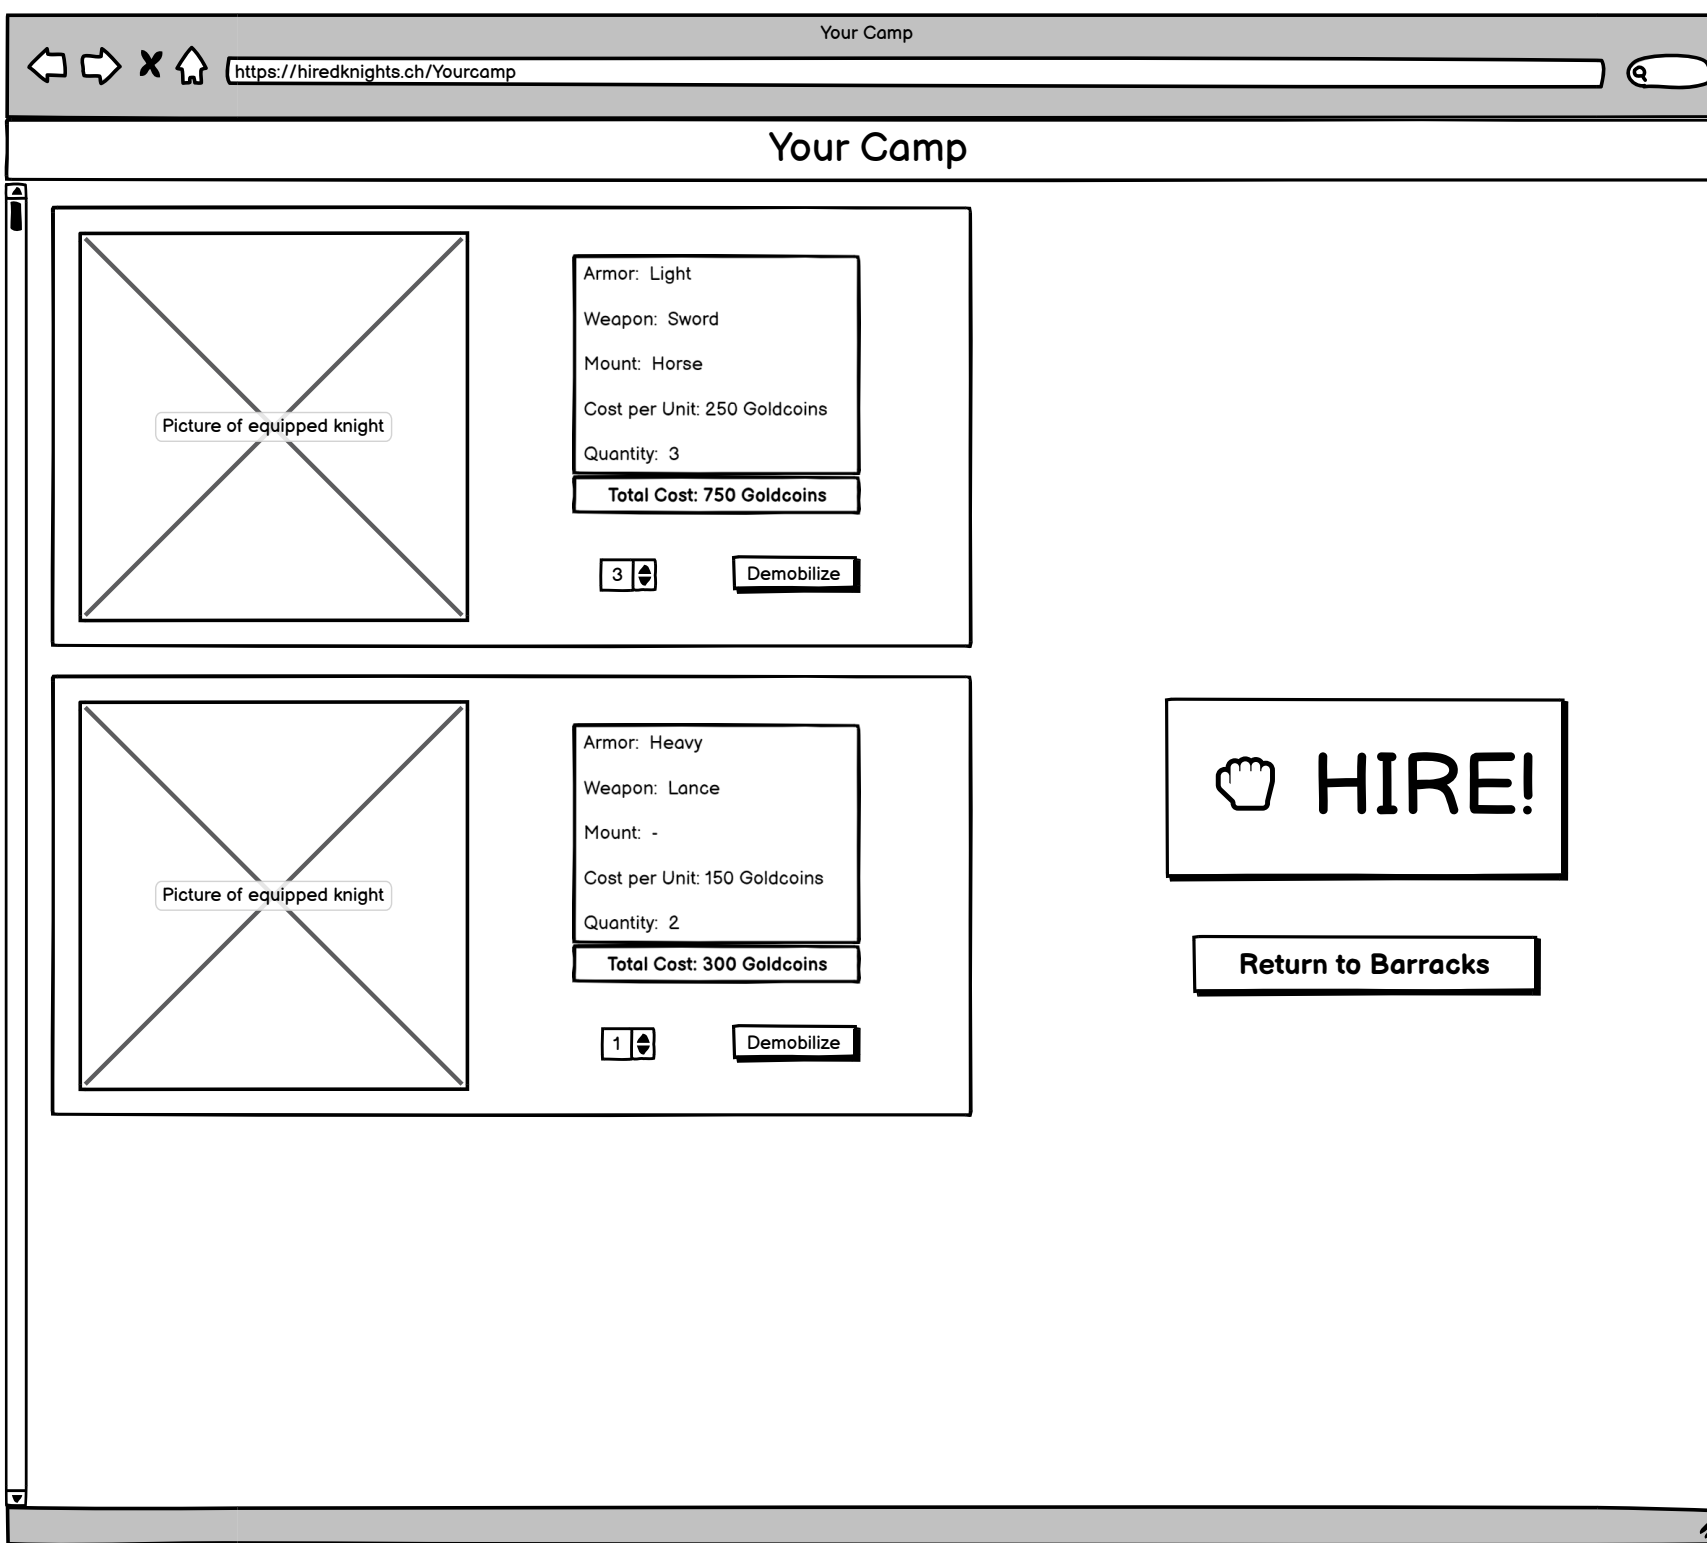 Your Camp
https://hiredknights.ch/Yourcamp
Your Camp
Picture of equipped knight
Armor: Light
Weapon: Sword
Mount: Horse
Cost per Unit: 250 Goldcoins
Quantity: 3
Total Cost: 750 Goldcoins
3
Demobilize
Picture of equipped knight
Armor: Heavy
Weapon: Lance
Mount: -
Cost per Unit: 150 Goldcoins
Quantity: 2
Total Cost: 300 Goldcoins
1
Demobilize
HIRE!
Return to Barracks